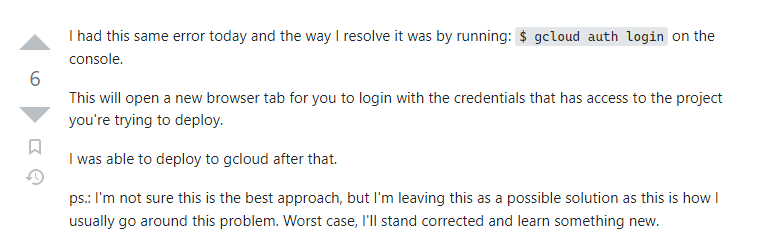 I had this same error today and the way I resolve it was by running: $ gcloud auth login on the
console.
6
This will open a new browser tab for you to login with the credentials that has access to the project
you're trying to deploy.
I was able to deploy to gcloud after that.
ps.: I'm not sure this is the best approach, but I'm leaving this as a possible solution as this is how I
usually go around this problem. Worst case, I'll stand corrected and learn something new.